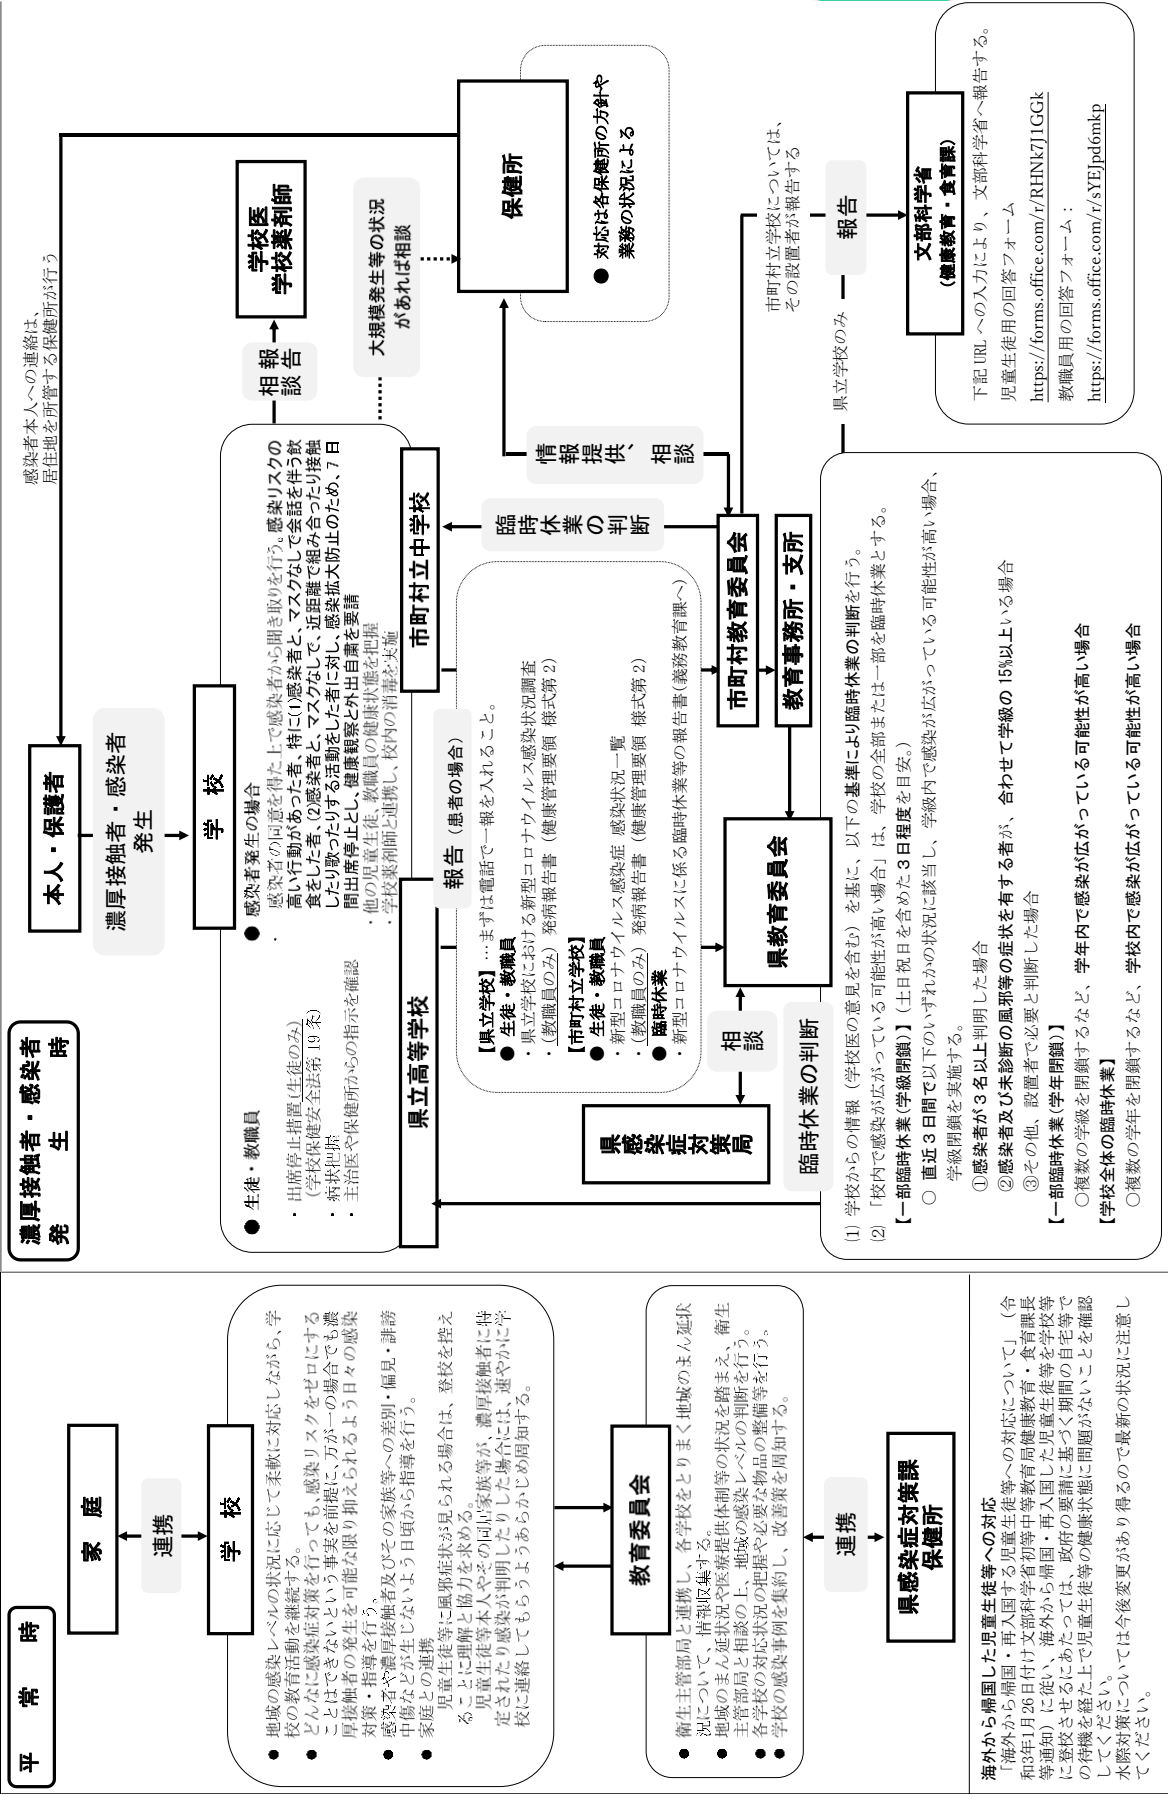 平　常　時
家　庭
連携
学　校
● 地域の感染レベルの状況に応じて柔軟に対応しながら、学
校の教育活動を継続する。
● どんなに感染症対策を行っても、感染リスクをゼロにする
ことはできないという事実を前提に、万が一の場合でも濃
厚接触者の発生を可能な限り抑えられるよう日々の感染
対策・指導を行う。
● 感染者や濃厚接触者及びその家族等への差別・偏見・誹謗
中傷などが生じないよう日頃から指導を行う。
● 家庭との連携
児童生徒等に風邪症状が見られる場合は、登校を控え
ることに理解と協力を求める。
児童生徒等本人やその同居家族等が、濃厚接触者に特
定されたり感染が判明したりした場合には、速やかに学
校に連絡してもらうようあらかじめ周知する。
教育委員会
● 衛生主管部局と連携し、各学校をとりまく地域のまん延状
況について、情報収集する。
● 地域のまん延状況や医療提供体制等の状況を踏まえ、衛生
主管部局と相談の上、地域の感染レベルの判断を行う。
● 各学校の対応状況の把握や必要な物品の整備等を行う。
● 学校の感染事例を集約し、改善策を周知する。
連携
県感染症対策課
保健所
海外から帰国した児童生徒等への対応
「海外から帰国・再入国する児童生徒等への対応について」（令
和3年1月26日付け文部科学省初等中等教育局健康教育・食育課長
等通知）に従い、海外から帰国・再入国した児童生徒等を学校等
に登校させるにあたっては、政府の要請に基づく期間の自宅等で
の待機を経た上で児童生徒等の健康状態に問題がないことを確認
してください。
水際対策については今後変更があり得るので最新の状況に注意し
てください。
濃厚接触者・感染者
発　生　時
本人・保護者
感染者本人への連絡は、
居住地を所管する保健所が行う
濃厚接触者・感染者
発生
学　校
● 生徒・教職員
・ 出席停止措置(生徒のみ)
（学校保健安全法第 19 条）
・ 病状把握
・ 主治医や保健所からの指示を確認
● 感染者発生の場合
・ 感染者の同意を得た上で感染者から聞き取りを行う。感染リスクの
高い行動があった者、特に(1)感染者と、マスクなしで会話を伴う飲
食をした者、(2)感染者と、マスクなしで、近距離で組み合ったり接触
したり歌ったりする活動をした者に対し、感染拡大防止のため、7 日
間出席停止とし、健康観察と外出自粛を要請
・他の児童生徒、教職員の健康状態を把握
・学校薬剤師と連携し、校内の消毒を実施
相談
報告
学校医
学校薬剤師
大規模発生等の状況
があれば相談
保健所
● 対応は各保健所の方針や
業務の状況による
県立高等学校
市町村立中学校
報告（患者の場合）
【県立学校】…まずは電話で一報を入れること。
● 生徒・教職員
・県立学校における新型コロナウイルス感染状況調査
・(教職員のみ) 発病報告書（健康管理要領 様式第 2）
【市町村立学校】
● 生徒・教職員
・新型コロナウイルス感染症 感染状況一覧
・(教職員のみ) 発病報告書（健康管理要領 様式第 2）
● 臨時休業
・新型コロナウイルスに係る臨時休業等の報告書(義務教育課へ)
臨時休業の判断
情報提供、相談
市町村教育委員会
教育事務所・支所
県教育委員会
相談
県感染症対策局
臨時休業の判断
市町村立学校については、
その設置者が報告する
県立学校のみ
報告
文部科学省
（健康教育・食育課）
下記 URL への入力により、文部科学省へ報告する。
児童生徒用の回答フォーム
https://forms.office.com/r/RHNk7J1GGk
教職員用の回答フォーム：
https://forms.office.com/r/sYEJpd6mkp
(1) 学校からの情報（学校医の意見を含む）を基に、以下の基準により臨時休業の判断を行う。
(2) 「校内で感染が広がっている可能性が高い場合」は、学校の全部または一部を臨時休業とする。
【一部臨時休業(学級閉鎖)】（土日祝日を含めた３日程度を目安。）
○ 直近３日間で以下のいずれかの状況に該当し、学級内で感染が広がっている可能性が高い場合、
学級閉鎖を実施する。
①感染者が３名以上判明した場合
②感染者及び未診断の風邪等の症状を有する者が、合わせて学級の 15％以上いる場合
③その他、設置者で必要と判断した場合
【一部臨時休業(学年閉鎖)】
○複数の学級を閉鎖するなど、学年内で感染が広がっている可能性が高い場合
【学校全体の臨時休業】
○複数の学年を閉鎖するなど、学校内で感染が広がっている可能性が高い場合